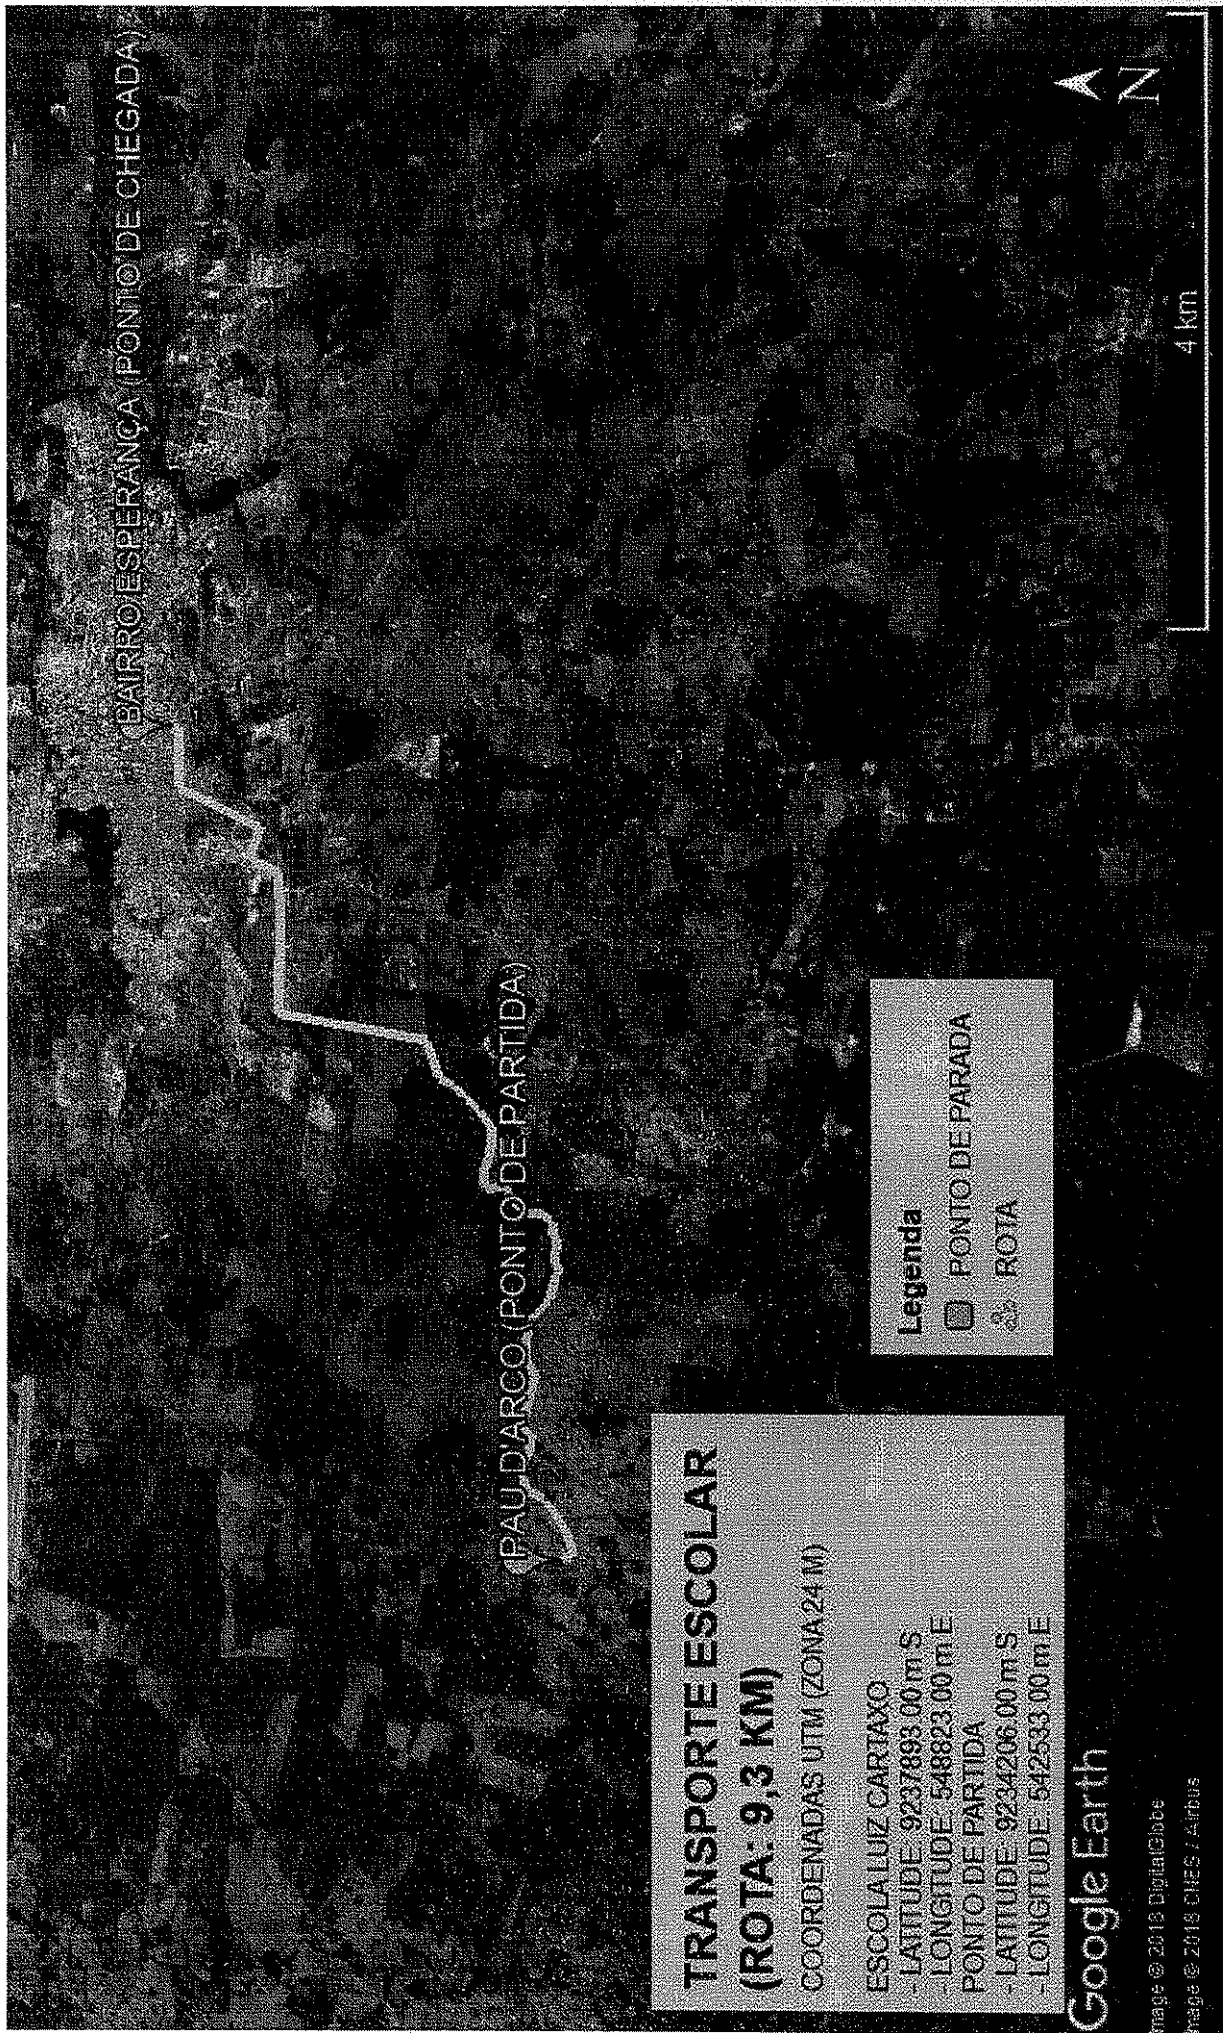 (BAIRRO ESPERANÇA (PONTO DE CHEGADA)
PAU D'ARCO (PONTO DE PARTIDA)
TRANSPORTE ESCOLAR
(ROTA: 9,3 KM)
COORDENADAS UTM (ZONA 24 M)
ESCOLA LUIZ CARTAXO
- LATITUDE: 9237893.00 m S
- LONGITUDE: 548823.00 m E
PONTO DE PARTIDA
- LATITUDE: 9234206.00 m S
- LONGITUDE: 542533.00 m E
Legenda
PONTO DE PARADA
ROTA
N
4 km
Google Earth
mage © 2018 DigitalGlobe
mage © 2018 CNES / Airbus